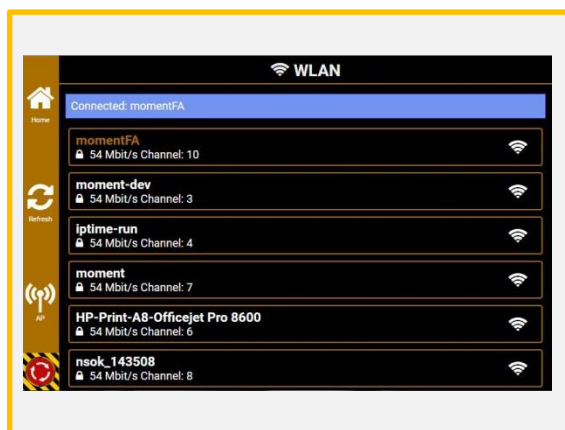 WLAN
Home
Connected: momentFA
momentFA
54 Mbit/s Channel: 10
Refresh
moment-dev
54 Mbit/s Channel: 3
iptime-run
54 Mbit/s Channel: 4
AP
moment
54 Mbit/s Channel: 7
HP-Print-A8-Officejet Pro 8600
54 Mbit/s Channel: 6
nsok_143508
54 Mbit/s Channel: 8